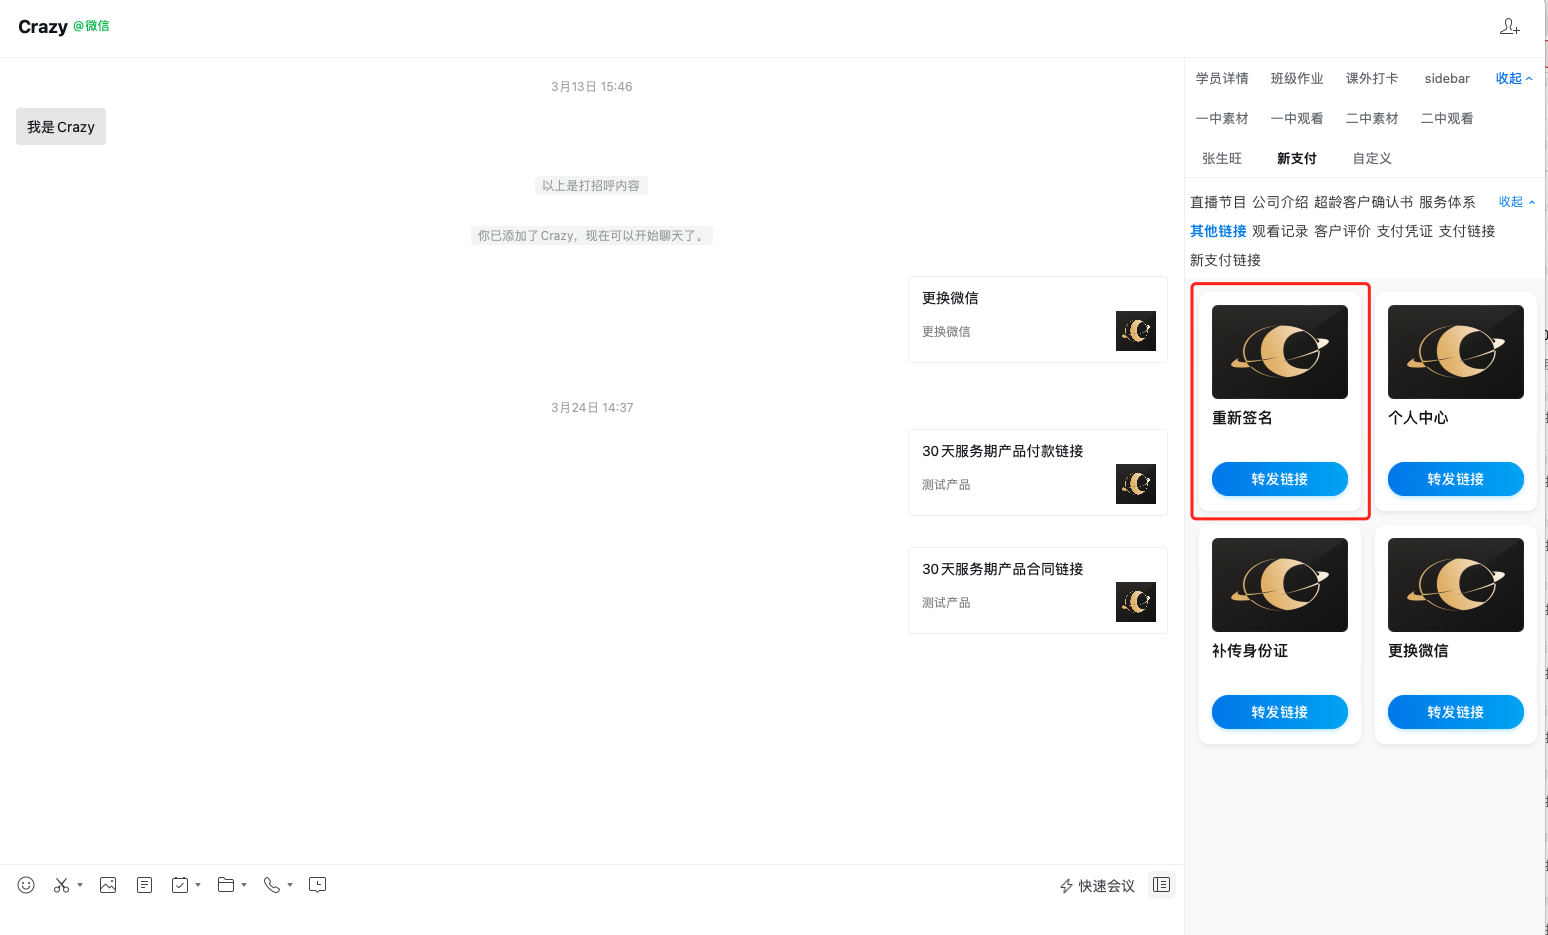 Crazy @微信
3月13日 15:46
我是Crazy
以上是打招呼内容
你已添加了Crazy，现在可以开始聊天了。
更换微信
更换微信
3月24日 14:37
30天服务期产品付款链接
测试产品
30天服务期产品合同链接
测试产品
快速会议
学员详情 班级作业 课外打卡 sidebar 收起
一中素材 一中观看 二中素材 二中观看
张生旺 新支付 自定义
直播节目 公司介绍 超龄客户确认书 服务体系 收起
其他链接 观看记录 客户评价 支付凭证 支付链接
新支付链接
重新签名 个人中心
转发链接 转发链接
补传身份证 更换微信
转发链接 转发链接